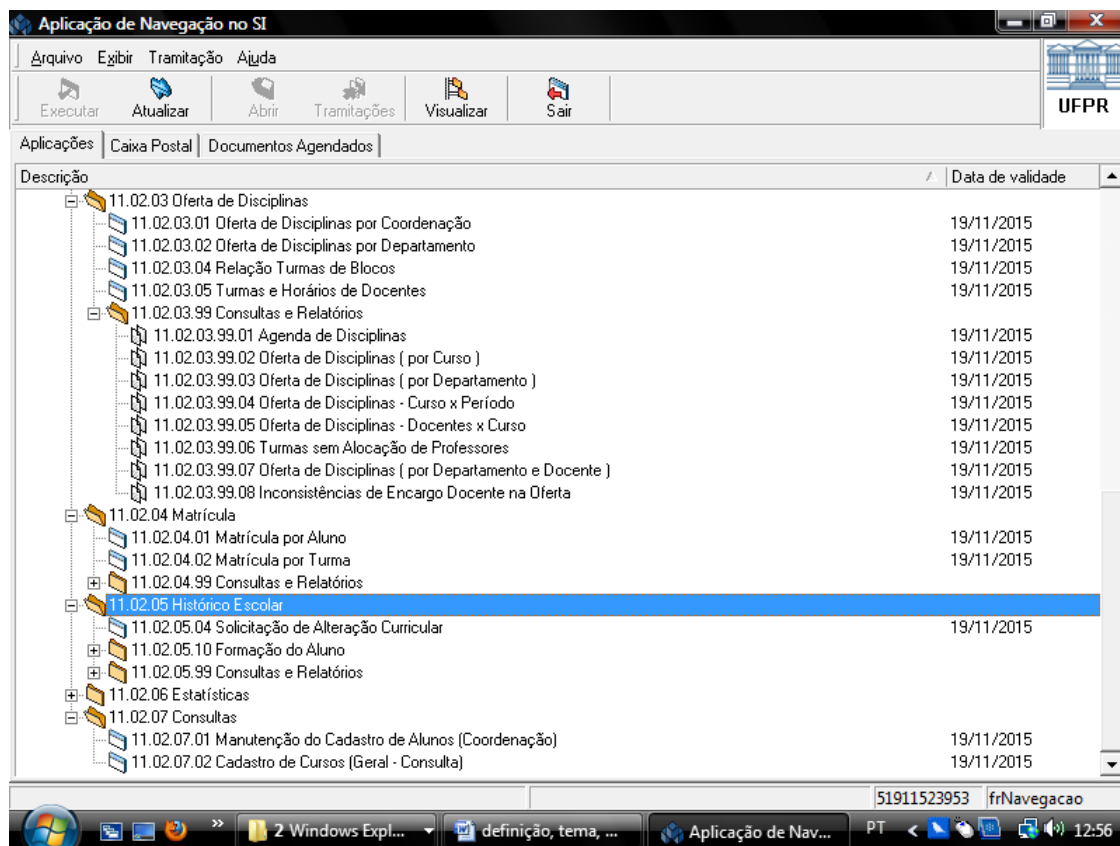 Aplicação de Navegação no SI
Arquivo Exibir Tramitação Ajuda
Executar Atualizar Abrir Tramitações Visualizar Sair
UFPR
Aplicações Caixa Postal Documentos Agendados
Descrição Data de validade
11.02.03 Oferta de Disciplinas
11.02.03.01 Oferta de Disciplinas por Coordenação 19/11/2015
11.02.03.02 Oferta de Disciplinas por Departamento 19/11/2015
11.02.03.04 Relação Turmas de Blocos 19/11/2015
11.02.03.05 Turmas e Horários de Docentes 19/11/2015
11.02.03.99 Consultas e Relatórios
11.02.03.99.01 Agenda de Disciplinas 19/11/2015
11.02.03.99.02 Oferta de Disciplinas ( por Curso ) 19/11/2015
11.02.03.99.03 Oferta de Disciplinas ( por Departamento ) 19/11/2015
11.02.03.99.04 Oferta de Disciplinas - Curso x Período 19/11/2015
11.02.03.99.05 Oferta de Disciplinas - Docentes x Curso 19/11/2015
11.02.03.99.06 Turmas sem Alocação de Professores 19/11/2015
11.02.03.99.07 Oferta de Disciplinas ( por Departamento e Docente ) 19/11/2015
11.02.03.99.08 Inconsistências de Encargo Docente na Oferta 19/11/2015
11.02.04 Matrícula
11.02.04.01 Matrícula por Aluno 19/11/2015
11.02.04.02 Matrícula por Turma 19/11/2015
11.02.04.99 Consultas e Relatórios
11.02.05 Histórico Escolar
11.02.05.04 Solicitação de Alteração Curricular 19/11/2015
11.02.05.10 Formação do Aluno
11.02.05.99 Consultas e Relatórios
11.02.06 Estatísticas
11.02.07 Consultas
11.02.07.01 Manutenção do Cadastro de Alunos (Coordenação) 19/11/2015
11.02.07.02 Cadastro de Cursos (Geral - Consulta) 19/11/2015
51911523953 frNavegacao
2 Windows Expl... definição, tema, ... Aplicação de Nav... PT 12:56